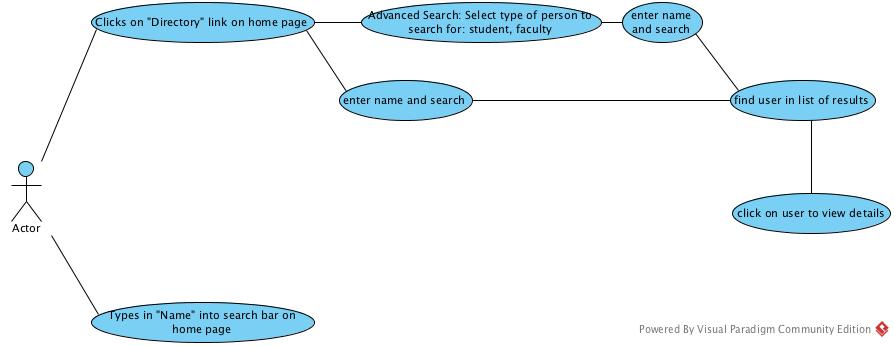 Clicks on "Directory" link on home page
Advanced Search: Select type of person to
search for: student, faculty
enter name
and search
enter name and search
find user in list of results
Actor
click on user to view details
Types in "Name" into search bar on
home page
Powered By Visual Paradigm Community Edition